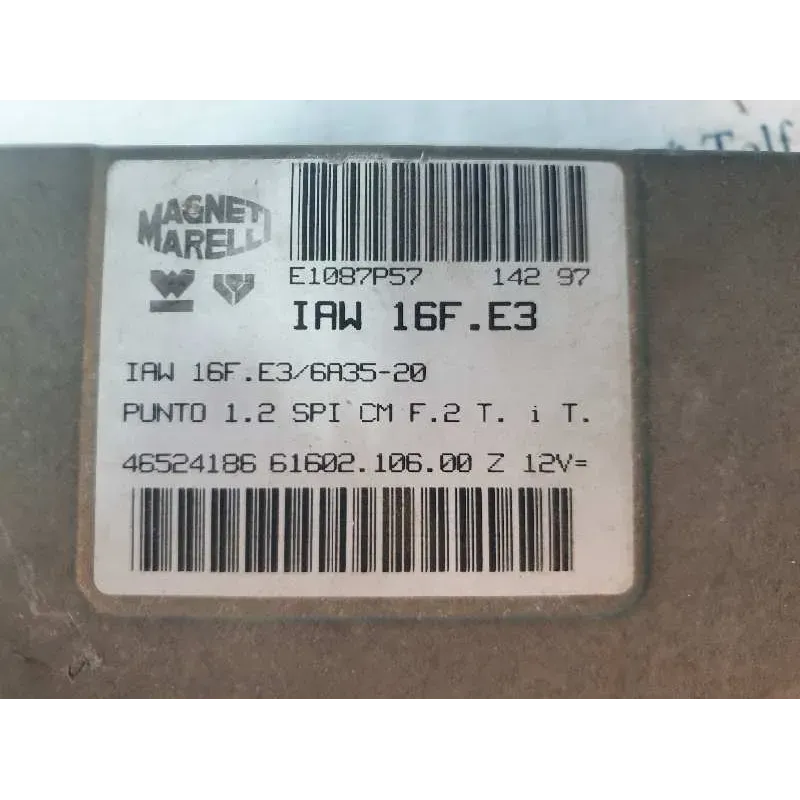 Telf
MAGNETI
MARELLI
E1087P57 142 97
IAW 16F.E3
IAW 16F.E3/6A35-20
PUNTO 1.2 SPI CM F.2 T. i T.
46524186 61602.106.00 Z 12V=